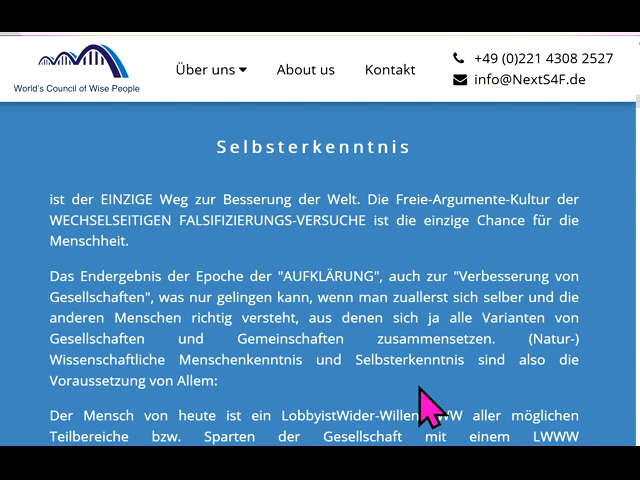 Über uns
About us
Kontakt
+49 (0)221 4308 2527
info@NextS4F.de
World's Council of Wise People
Selbsterkenntnis
ist der EINZIGE Weg zur Besserung der Welt. Die Freie-Argumente-Kultur der
WECHSELSEITIGEN FALSIFIZIERUNGS-VERSUCHE ist die einzige Chance für die
Menschheit.
Das Endergebnis der Epoche der "AUFKLÄRUNG", auch zur "Verbesserung von
Gesellschaften", was nur gelingen kann, wenn man zuallerst sich selber und die
anderen Menschen richtig versteht, aus denen sich ja alle Varianten von
Gesellschaften und Gemeinschaften zusammensetzen. (Natur-)
Wissenschaftliche Menschenkenntnis und Selbsterkenntnis sind also die
Voraussetzung von Allem:
Der Mensch von heute ist ein aller möglichen
Teilbereiche bzw. Sparten der Gesellschaft mit einem LWWW